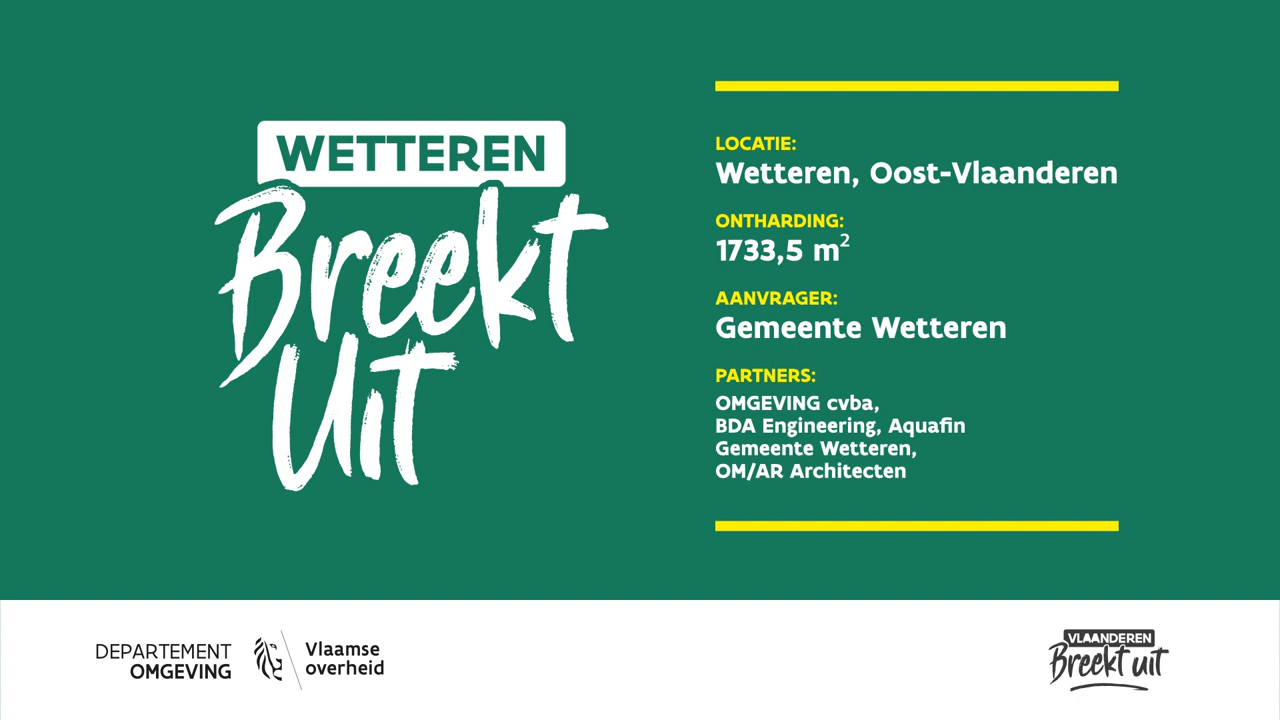 WETTEREN
Breekt
Uit
LOCATIE:
Wetteren, Oost-Vlaanderen
ONTHARDING:
1733,5 m²
AANVRAGER:
Gemeente Wetteren
PARTNERS:
OMGEVING cvba,
BDA Engineering, Aquafin
Gemeente Wetteren,
OM/AR Architecten
DEPARTEMENT
OMGEVING
Vlaamse
overheid
VLAANDEREN
Breekt uit